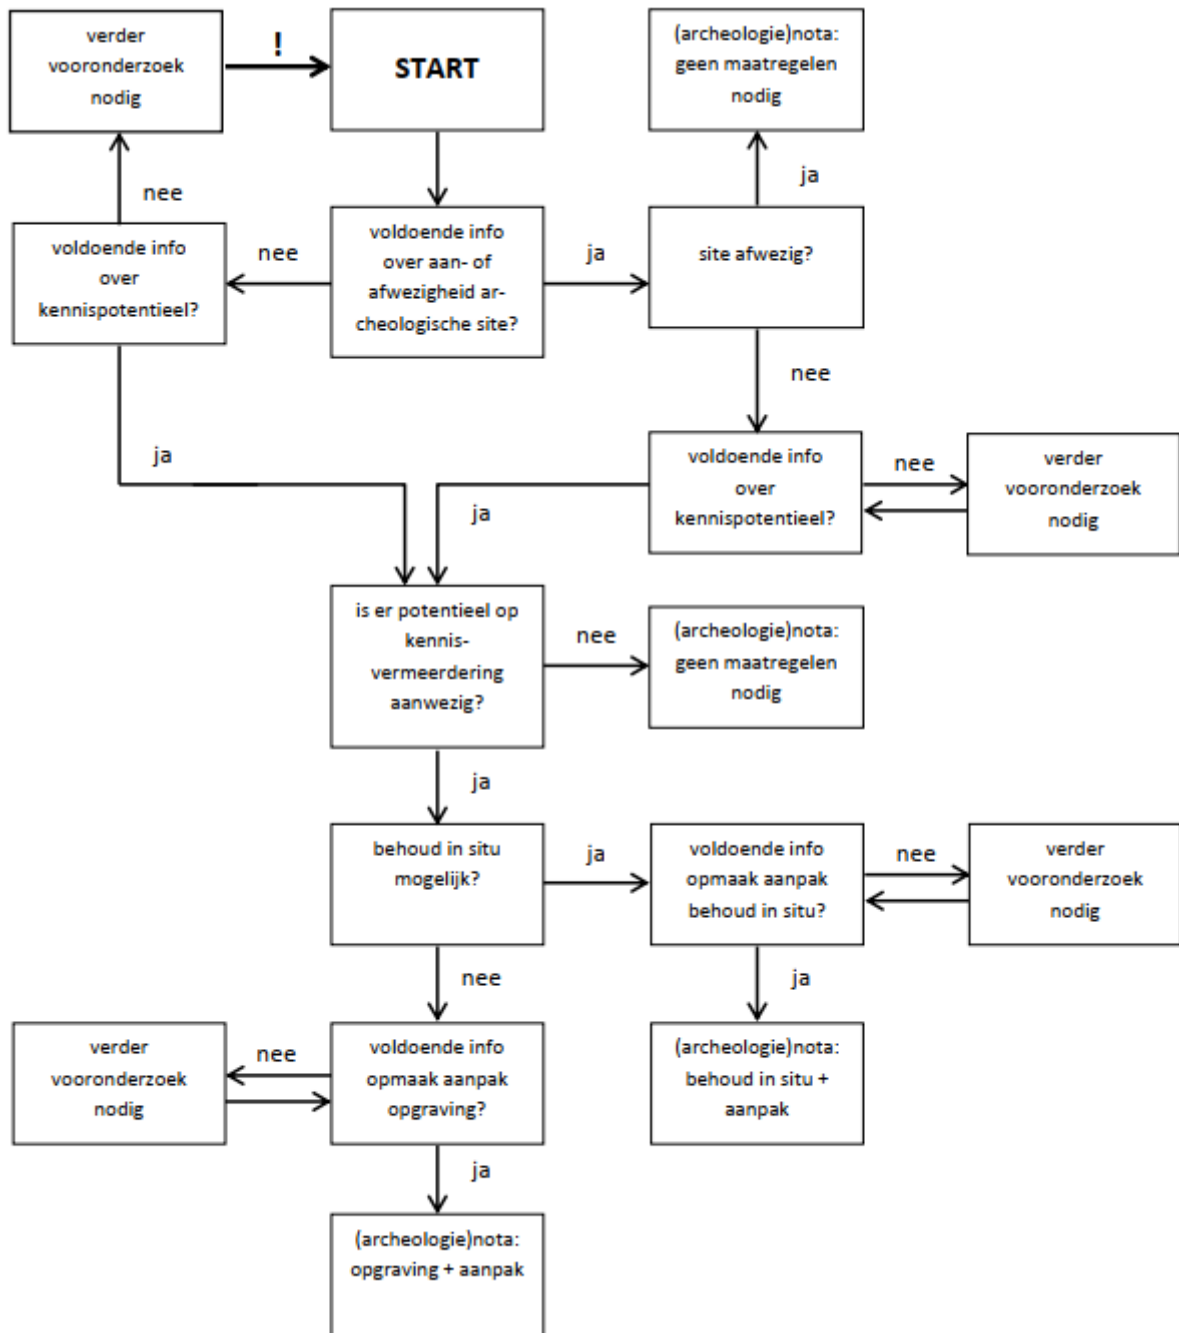 verder
vooronderzoek
nodig
!
START
(archeologie)nota:
geen maatregelen
nodig
nee
ja
voldoende info
over
kennispotentieel?
nee
voldoende info
over aan- of
afwezigheid ar-
cheologische site?
ja
site afwezig?
nee
ja
voldoende info
over
kennispotentieel?
nee
verder
vooronderzoek
nodig
ja
is er potentieel op
kennis-
vermeerdering
aanwezig?
nee
(archeologie)nota:
geen maatregelen
nodig
ja
behoud in situ
mogelijk?
ja
voldoende info
opmaak aanpak
behoud in situ?
nee
verder
vooronderzoek
nodig
nee
ja
verder
vooronderzoek
nodig
nee
voldoende info
opmaak aanpak
opgraving?
(archeologie)nota:
behoud in situ +
aanpak
ja
(archeologie)nota:
opgraving + aanpak